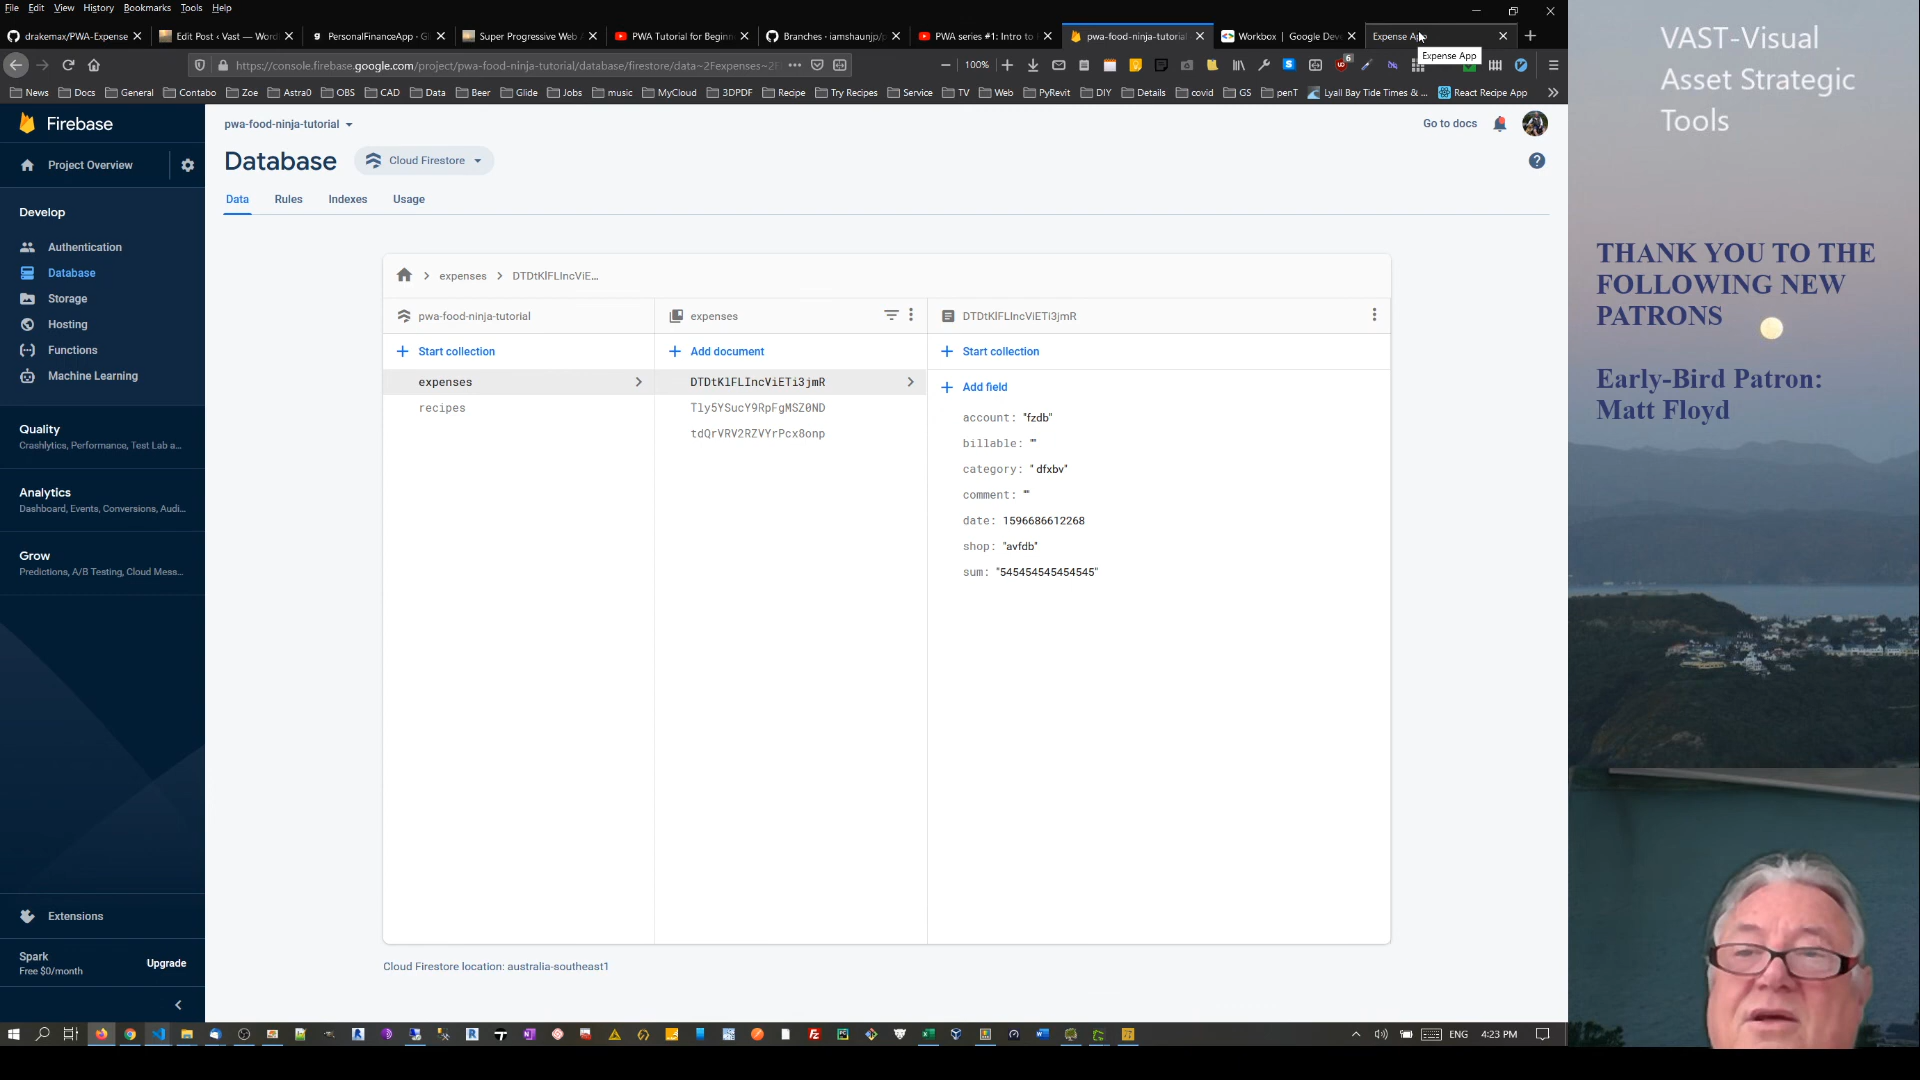 File Edit View History Bookmarks Tools Help
drakemax/PWA-Expense
Edit Post ‹ Vast — Word
PersonalFinanceApp - G
Super Progressive Web
PWA Tutorial for Beginn
Branches · iamshaunjp/p
PWA series #1: Intro to
pwa-food-ninja-tutorial
Workbox | Google Dev
Expense App
https://console.firebase.google.com/project/pwa-food-ninja-tutorial/database/firestore/data~2Fexpenses~2F
100%
6
Expense App
News Docs General Contabo Zoe Astra0 OBS CAD Data Beer Glide Jobs music MyCloud 3DPDF Recipe Try Recipes Service TV Web PyRevit DIY Details covid GS penT Lyall Bay Tide Times & ... React Recipe App
Firebase
Project Overview
Develop
Authentication
Database
Storage
Hosting
Functions
Machine Learning
Quality
Crashlytics, Performance, Test Lab a...
Analytics
Dashboard, Events, Conversions, Audi...
Grow
Predictions, A/B Testing, Cloud Mess...
Extensions
Spark
Free $0/month
Upgrade
pwa-food-ninja-tutorial
Go to docs
Database
Cloud Firestore
Data Rules Indexes Usage
expenses
DTDtKlFLIncViE...
pwa-food-ninja-tutorial
Start collection
expenses
recipes
expenses
Add document
DTDtKlFLIncViETi3jmR
Tly5YSucY9RpFgMSZ0ND
tdQrVRV2RZVYrPcx8onp
DTDtKlFLIncViETi3jmR
Start collection
Add field
account: "fzdb"
billable: ""
category: " dfxbv"
comment: ""
date: 1596686612268
shop: "avfdb"
sum: "545454545454545"
Cloud Firestore location: australia-southeast1
ENG
4:23 PM
VAST-Visual
Asset Strategic
Tools
THANK YOU TO THE
FOLLOWING NEW
PATRONS
Early-Bird Patron:
Matt Floyd